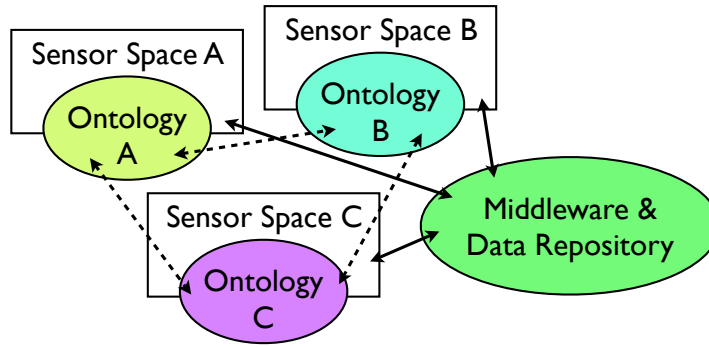 Sensor Space A
Ontology
A
Sensor Space B
Ontology
B
Sensor Space C
Ontology
C
Middleware &
Data Repository